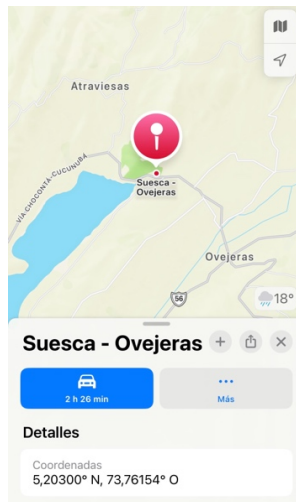 Atraviesas
VÍA CHOCONTÁ-CUCUNUBÁ
Suesca -
Ovejeras
Ovejeras
56
18°
Suesca - Ovejeras
2 h 26 min
Más
Detalles
Coordenadas
5,20300° N, 73,76154° O